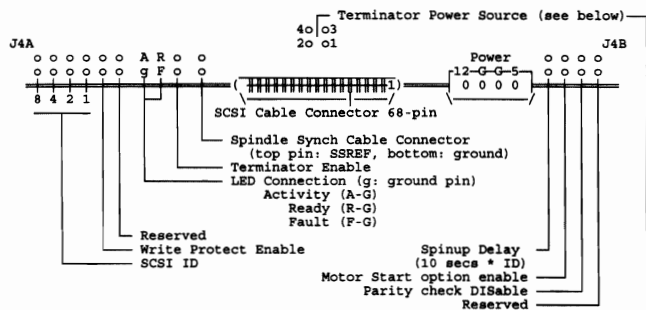 Terminator Power Source (see below)
4o o3
2o o1
J4A
J4B
A R
g F
Power
12-G-G-5
8 4 2 1
1
SCSI Cable Connector 68-pin
Spindle Synch Cable Connector
(top pin: SSREF, bottom: ground)
Terminator Enable
LED Connection (g: ground pin)
Activity (A-G)
Ready (R-G)
Fault (F-G)
Reserved
Write Protect Enable
SCSI ID
Spinup Delay
(10 secs * ID)
Motor Start option enable
Parity check DISable
Reserved